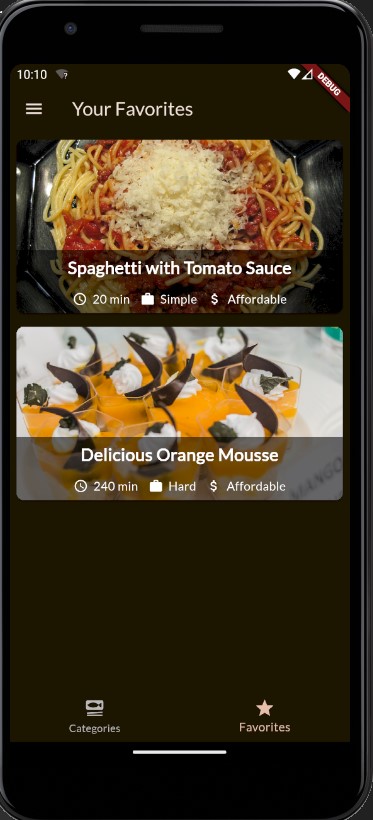 10:10
DEBUG
Your Favorites
Spaghetti with Tomato Sauce
20 min Simple $ Affordable
Delicious Orange Mousse
240 min Hard $ Affordable
MANGO
Categories
Favorites